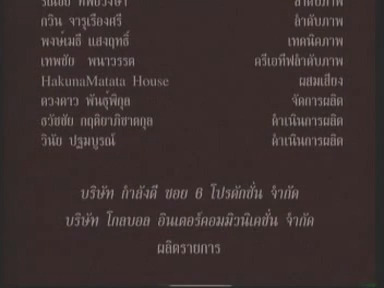 กวิน จารุเรืองศรี ลำดับภาพ
พงษ์เมธี แสงฤทธิ์ เทคนิคภาพ
เทพชัย พนาวรรต ครีเอทีฟลำดับภาพ
HakunaMatata House ผสมเสียง
ดวงดาว พันธุ์พิกุล จัดการผลิต
ธวัชชัย กฤติยาภิชาตกุล ดำเนินการผลิต
วินัย ปฐมบูรณ์ ดำเนินการผลิต
บริษัท กำลังดี ซอย 6 โปรดักชั่น จำกัด
บริษัท โกลบอล อินเตอร์คอมมิวนิเคชั่น จำกัด
ผลิตรายการ